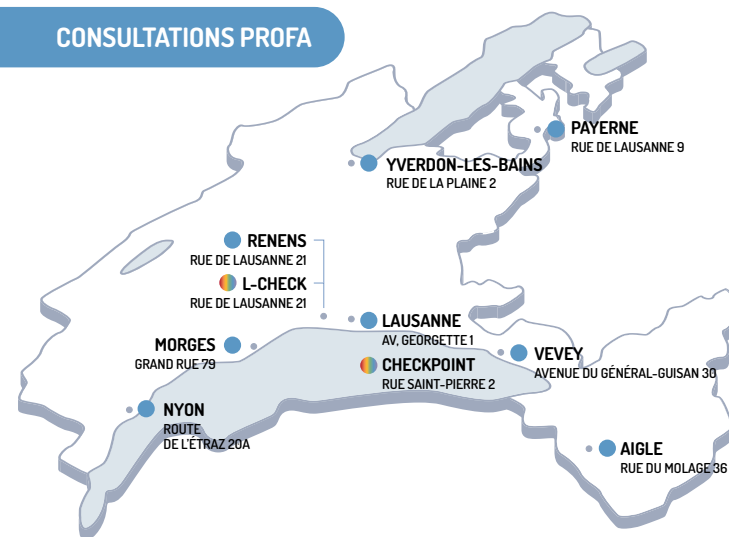 CONSULTATIONS PROFA
PAYERNE
RUE DE LAUSANNE 9
YVERDON-LES-BAINS
RUE DE LA PLAINE 2
RENENS
RUE DE LAUSANNE 21
L-CHECK
RUE DE LAUSANNE 21
LAUSANNE
AV, GEORGETTE 1
MORGES
GRAND RUE 79
CHECKPOINT
RUE SAINT-PIERRE 2
VEVEY
AVENUE DU GÉNÉRAL-GUISAN 30
NYON
ROUTE
DE L'ÉTRAZ 20A
AIGLE
RUE DU MOLAGE 36